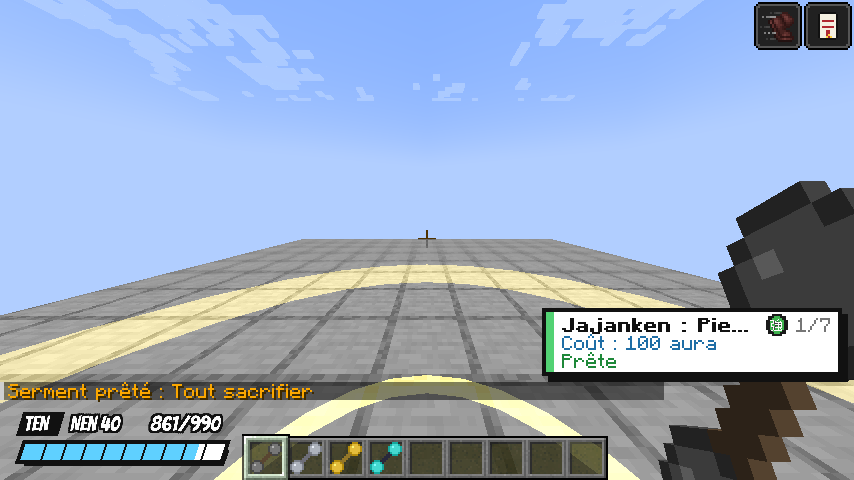 Jajanken : Pie... 1/7
Coût : 100 aura
Prête
Serment prêté : Tout sacrifier
TEN NEN 40 861/990